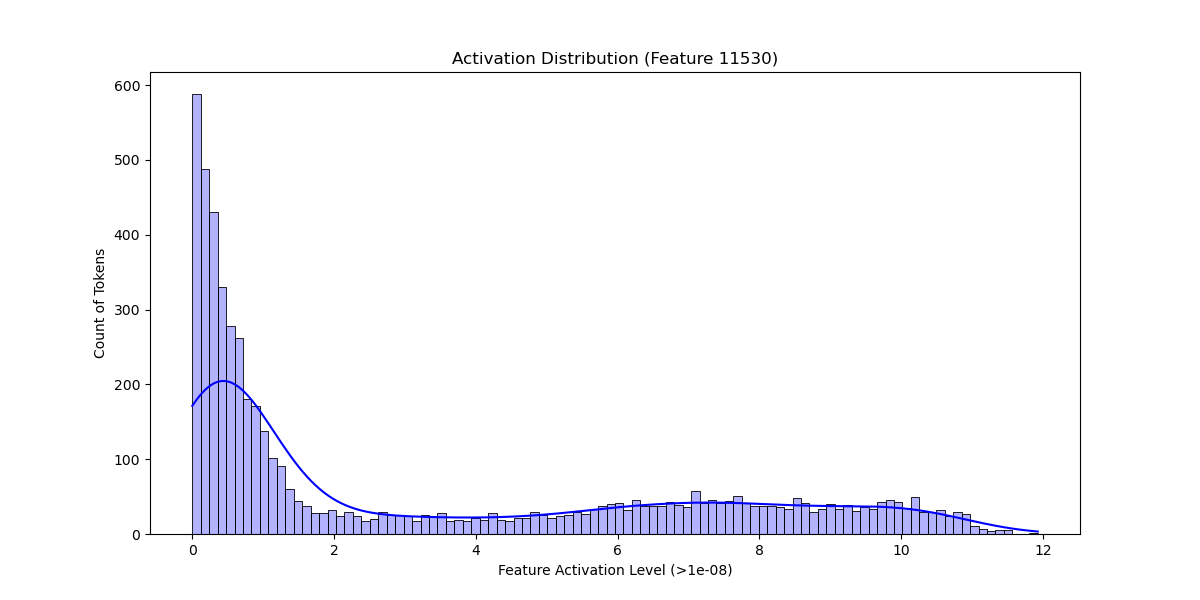 Activation Distribution (Feature 11530)
600
500
400
300
200
100
0
Count of Tokens
0 2 4 6 8 10 12
Feature Activation Level (>1e-08)